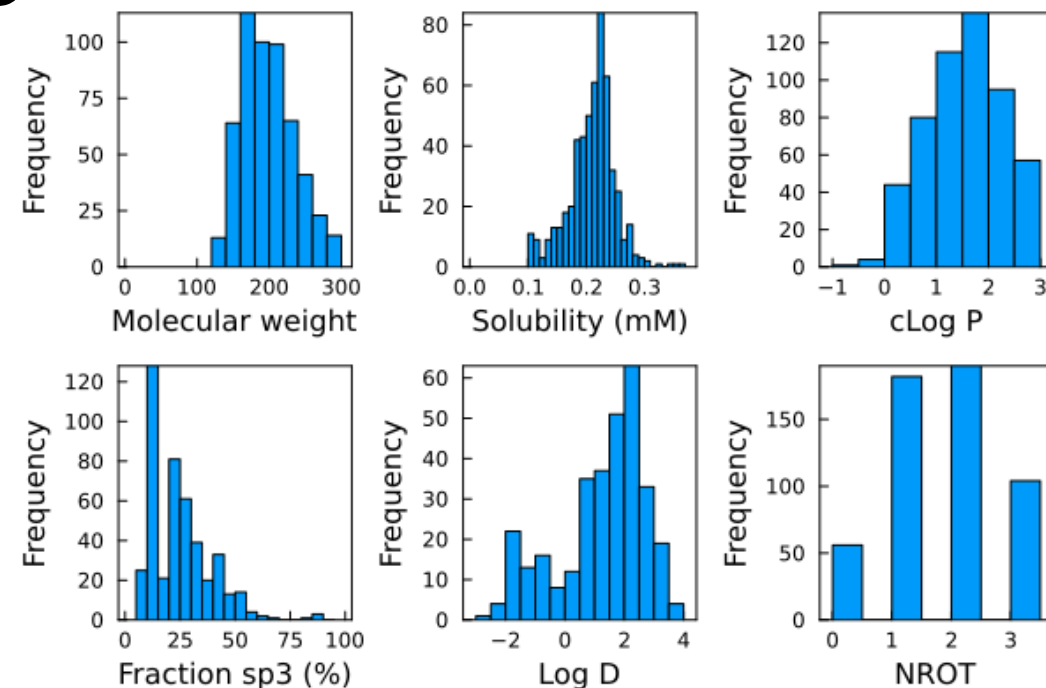 Frequency
100
75
50
25
0
0 100 200 300
Molecular weight
Frequency
80
60
40
20
0
0.0 0.1 0.2 0.3
Solubility (mM)
Frequency
120
100
80
60
40
20
0
−1 0 1 2 3
cLog P
Frequency
120
100
80
60
40
20
0
0 25 50 75 100
Fraction sp3 (%)
Frequency
60
50
40
30
20
10
0
−2 0 2 4
Log D
Frequency
150
100
50
0
0 1 2 3
NROT